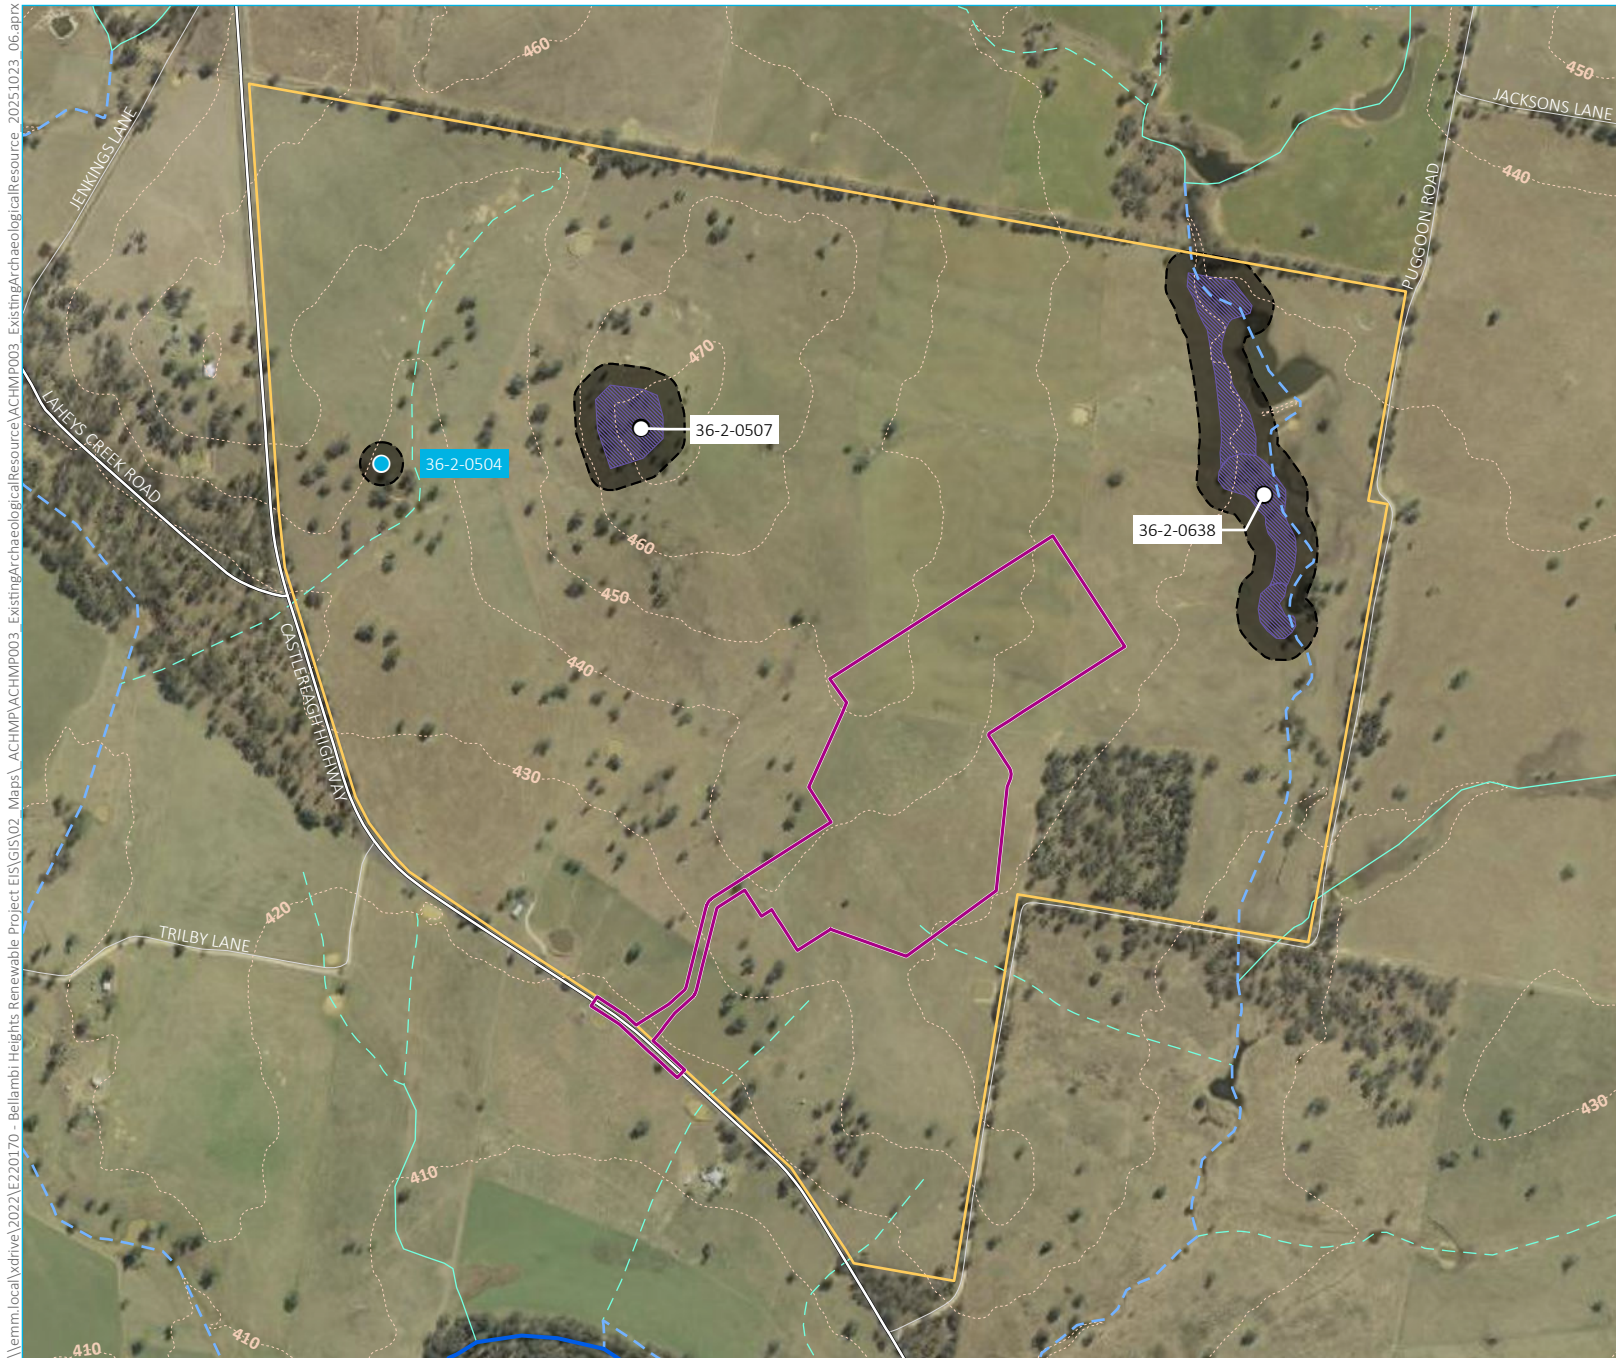 \\emm.local\xdrive\2022\E220170 - Bellambi Heights Renewable Project EIS\GIS\02_Maps\_ACHMP\ACHMP003_ExistingArchaeologicalResource\ACHMP003_ExistingArchaeologicalResource_20251023_06.aprx
460
450
JACKSONS LANE
JENKINGS LANE
440
PUGGOON ROAD
470
LAHEYS CREEK ROAD
36-2-0507
36-2-0504
36-2-0638
460
450
440
CASTLEREAGH HIGHWAY
430
420
TRILBY LANE
430
410
410
410